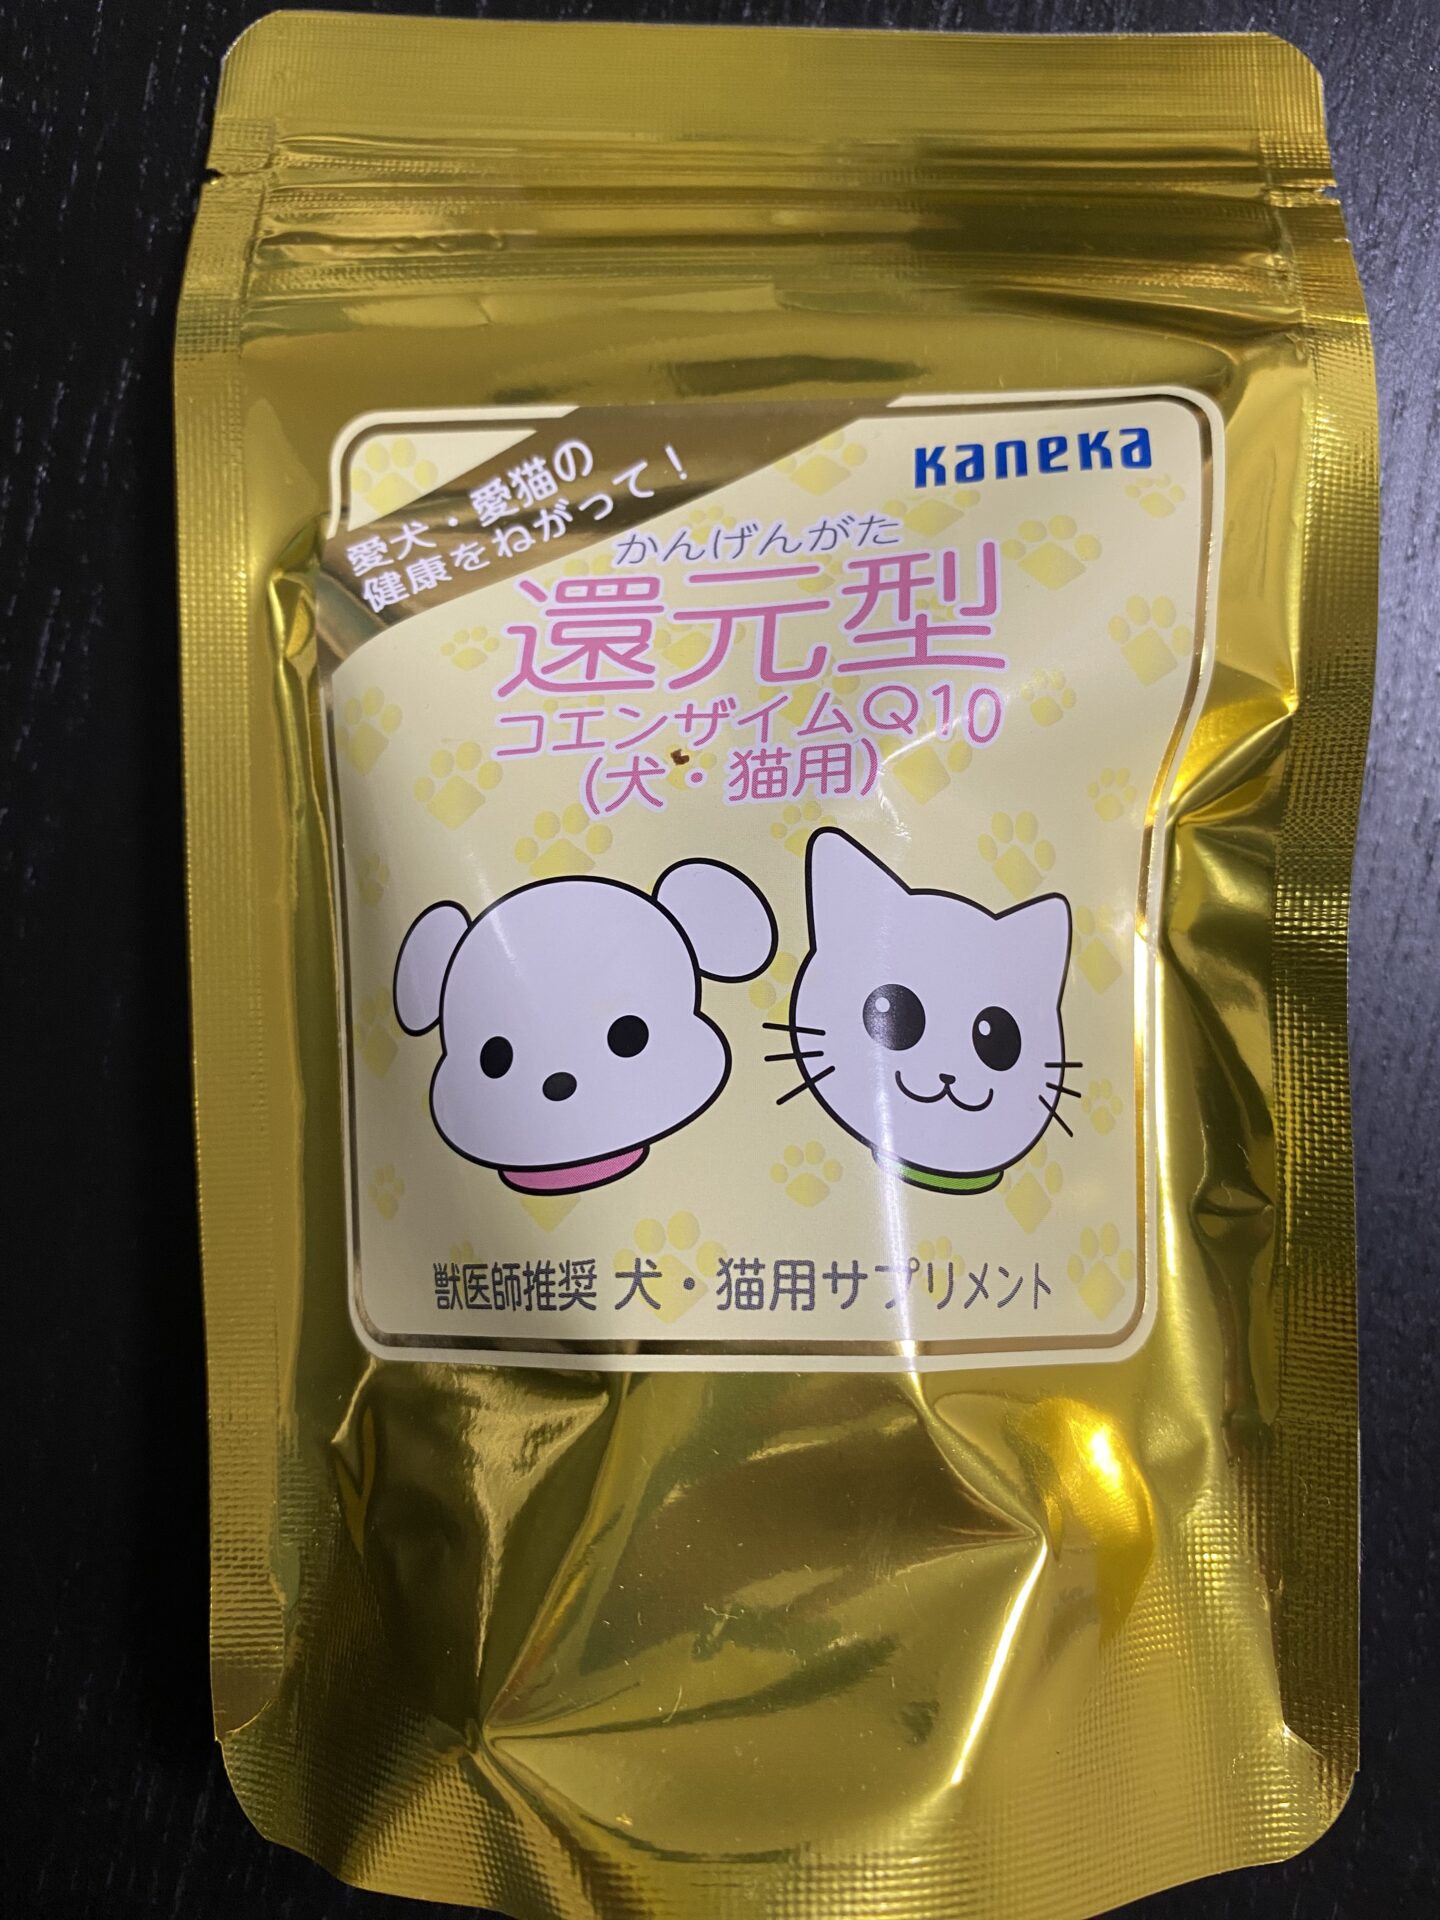 愛犬・愛猫の
健康をねがって！
Kaneka
かんげんがた
還元型
コエンザイムQ10
(犬・猫用)
獣医師推奨 犬・猫用サプリメント